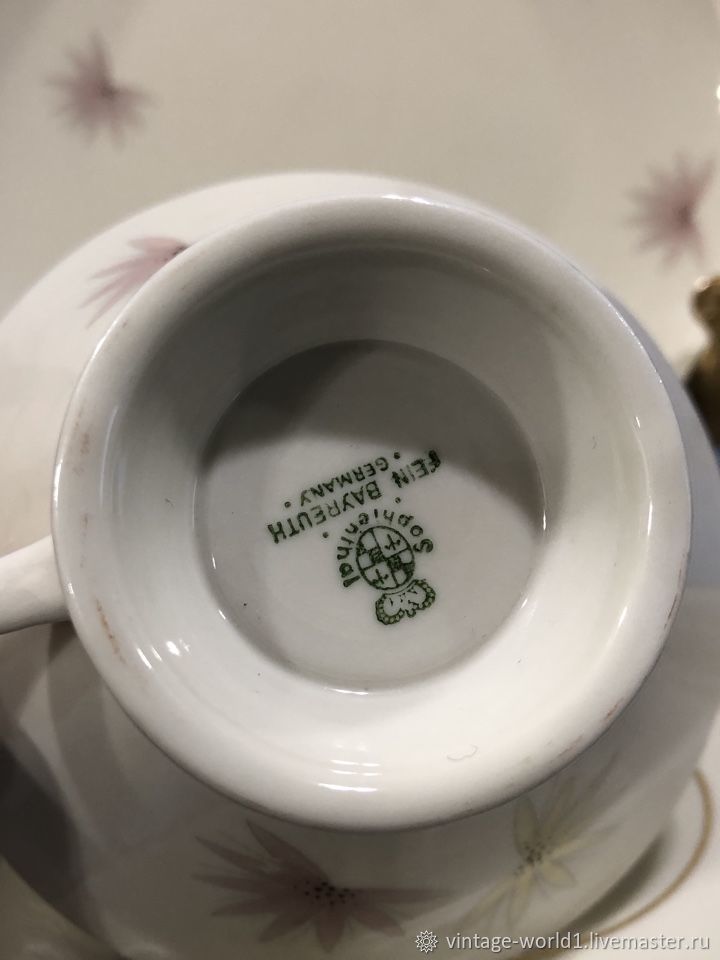 Sophienthal
FEIN BAYREUTH
· GERMANY ·
vintage-world1.livemaster.ru